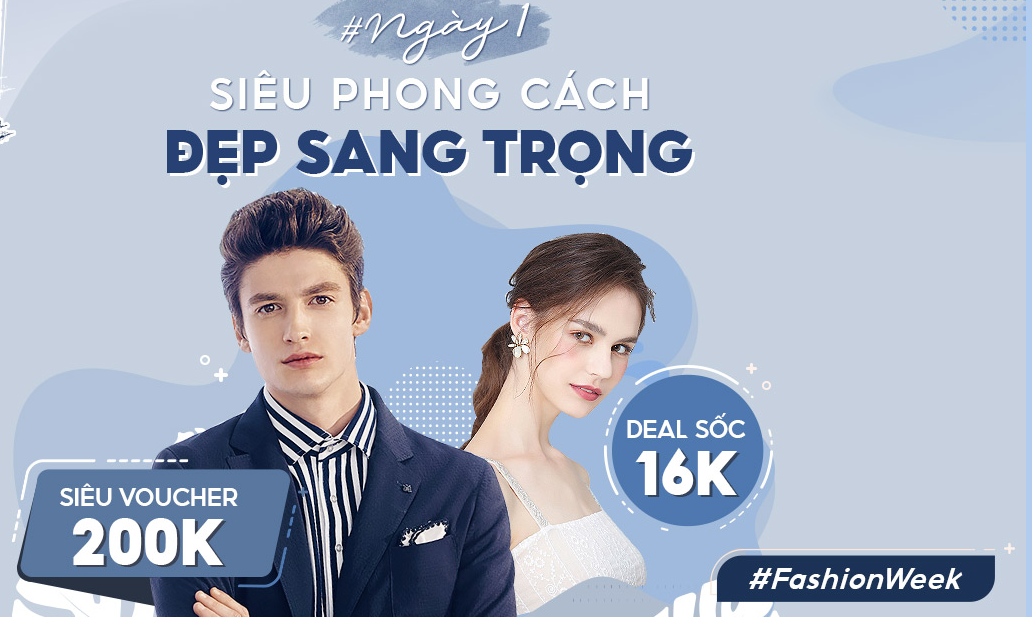 #Ngày 1
SIÊU PHONG CÁCH
ĐẸP SANG TRỌNG
DEAL SỐC
16K
SIÊU VOUCHER
200K
#FashionWeek